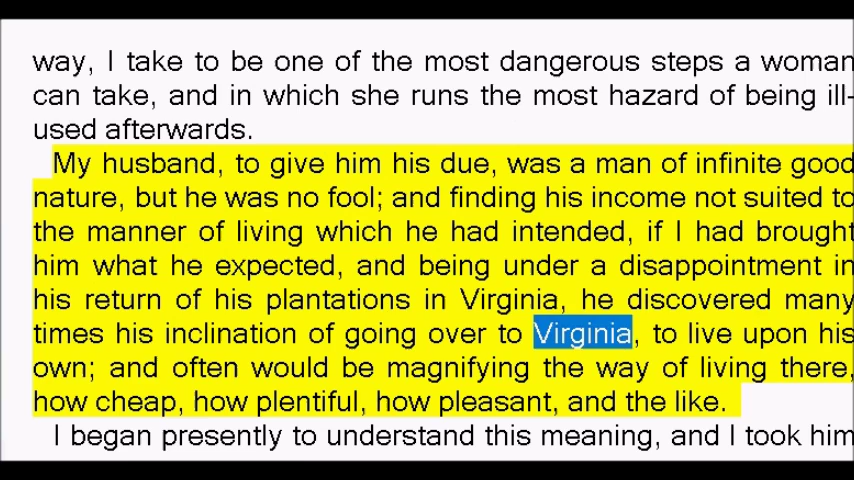 way, I take to be one of the most dangerous steps a woman
can take, and in which she runs the most hazard of being ill-
used afterwards.
My husband, to give him his due, was a man of infinite good
nature, but he was no fool; and finding his income not suited to
the manner of living which he had intended, if I had brought
him what he expected, and being under a disappointment in
his return of his plantations in Virginia, he discovered many
times his inclination of going over to Virginia, to live upon his
own; and often would be magnifying the way of living there,
how cheap, how plentiful, how pleasant, and the like.
I began presently to understand this meaning, and I took him